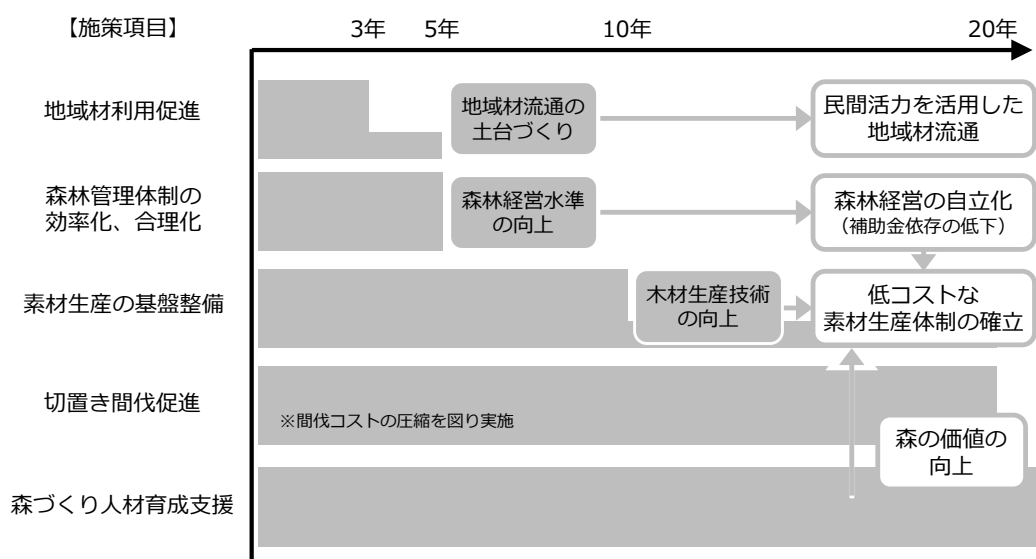 【施策項目】
3年
5年
10年
20年
地域材利用促進
地域材流通の
土台づくり
民間活力を活用した
地域材流通
森林管理体制の
効率化、合理化
森林経営水準
の向上
森林経営の自立化
（補助金依存の低下）
素材生産の基盤整備
木材生産技術
の向上
低コストな
素材生産体制の確立
切置き間伐促進
※間伐コストの圧縮を図り実施
森の価値の
向上
森づくり人材育成支援